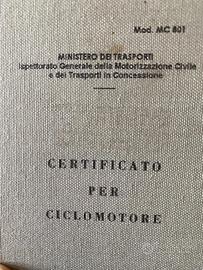 Mod. MC 801
MINISTERO DEI TRASPORTI
Ispettorato Generale della Motorizzazione Civile
e dei Trasporti in Concessione
CERTIFICATO
PER
CICLOMOTORE